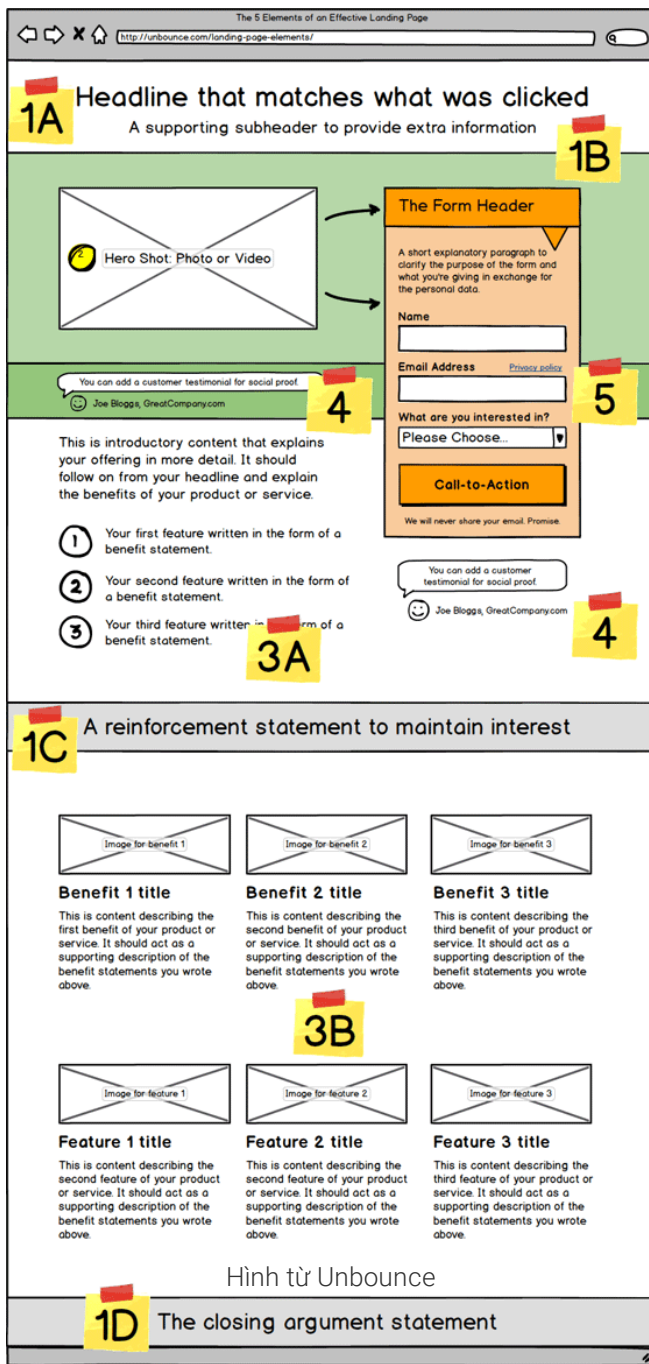 The 5 Elements of an Effective Landing Page
http://unbounce.com/landing-page-elements/
1A
Headline that matches what was clicked
A supporting subheader to provide extra information
1B
2
Hero Shot: Photo or Video
The Form Header
A short explanatory paragraph to
clarify the purpose of the form and
what you're giving in exchange for
the personal data.
Name
Email Address
Privacy policy
What are you interested in?
Please Choose...
Call-to-Action
We will never share your email. Promise.
5
You can add a customer testimonial for social proof.
Joe Bloggs, GreatCompany.com
4
This is introductory content that explains
your offering in more detail. It should
follow on from your headline and explain
the benefits of your product or service.
1
Your first feature written in the form of a
benefit statement.
2
Your second feature written in the form of
a benefit statement.
3
Your third feature written in form of a
benefit statement.
3A
You can add a customer
testimonial for social proof.
Joe Bloggs, GreatCompany.com
4
1C
A reinforcement statement to maintain interest
Image for benefit 1
Image for benefit 2
Image for benefit 3
Benefit 1 title
This is content describing the
first benefit of your product or
service. It should act as a
supporting description of the
benefit statements you wrote
above.
Benefit 2 title
This is content describing the
second benefit of your product
or service. It should act as a
supporting description of the
benefit statements you wrote
above.
Benefit 3 title
This is content describing the
third benefit of your product or
service. It should act as a
supporting description of the
benefit statements you wrote
above.
3B
Image for feature 1
Image for feature 2
Image for feature 3
Feature 1 title
This is content describing the
second feature of your product
or service. It should act as a
supporting description of the
benefit statements you wrote
above.
Feature 2 title
This is content describing the
second feature of your product
or service. It should act as a
supporting description of the
benefit statements you wrote
above.
Feature 3 title
This is content describing the
third feature of your product or
service. It should act as a
supporting description of the
benefit statements you wrote
above.
Hình từ Unbounce
1D
The closing argument statement